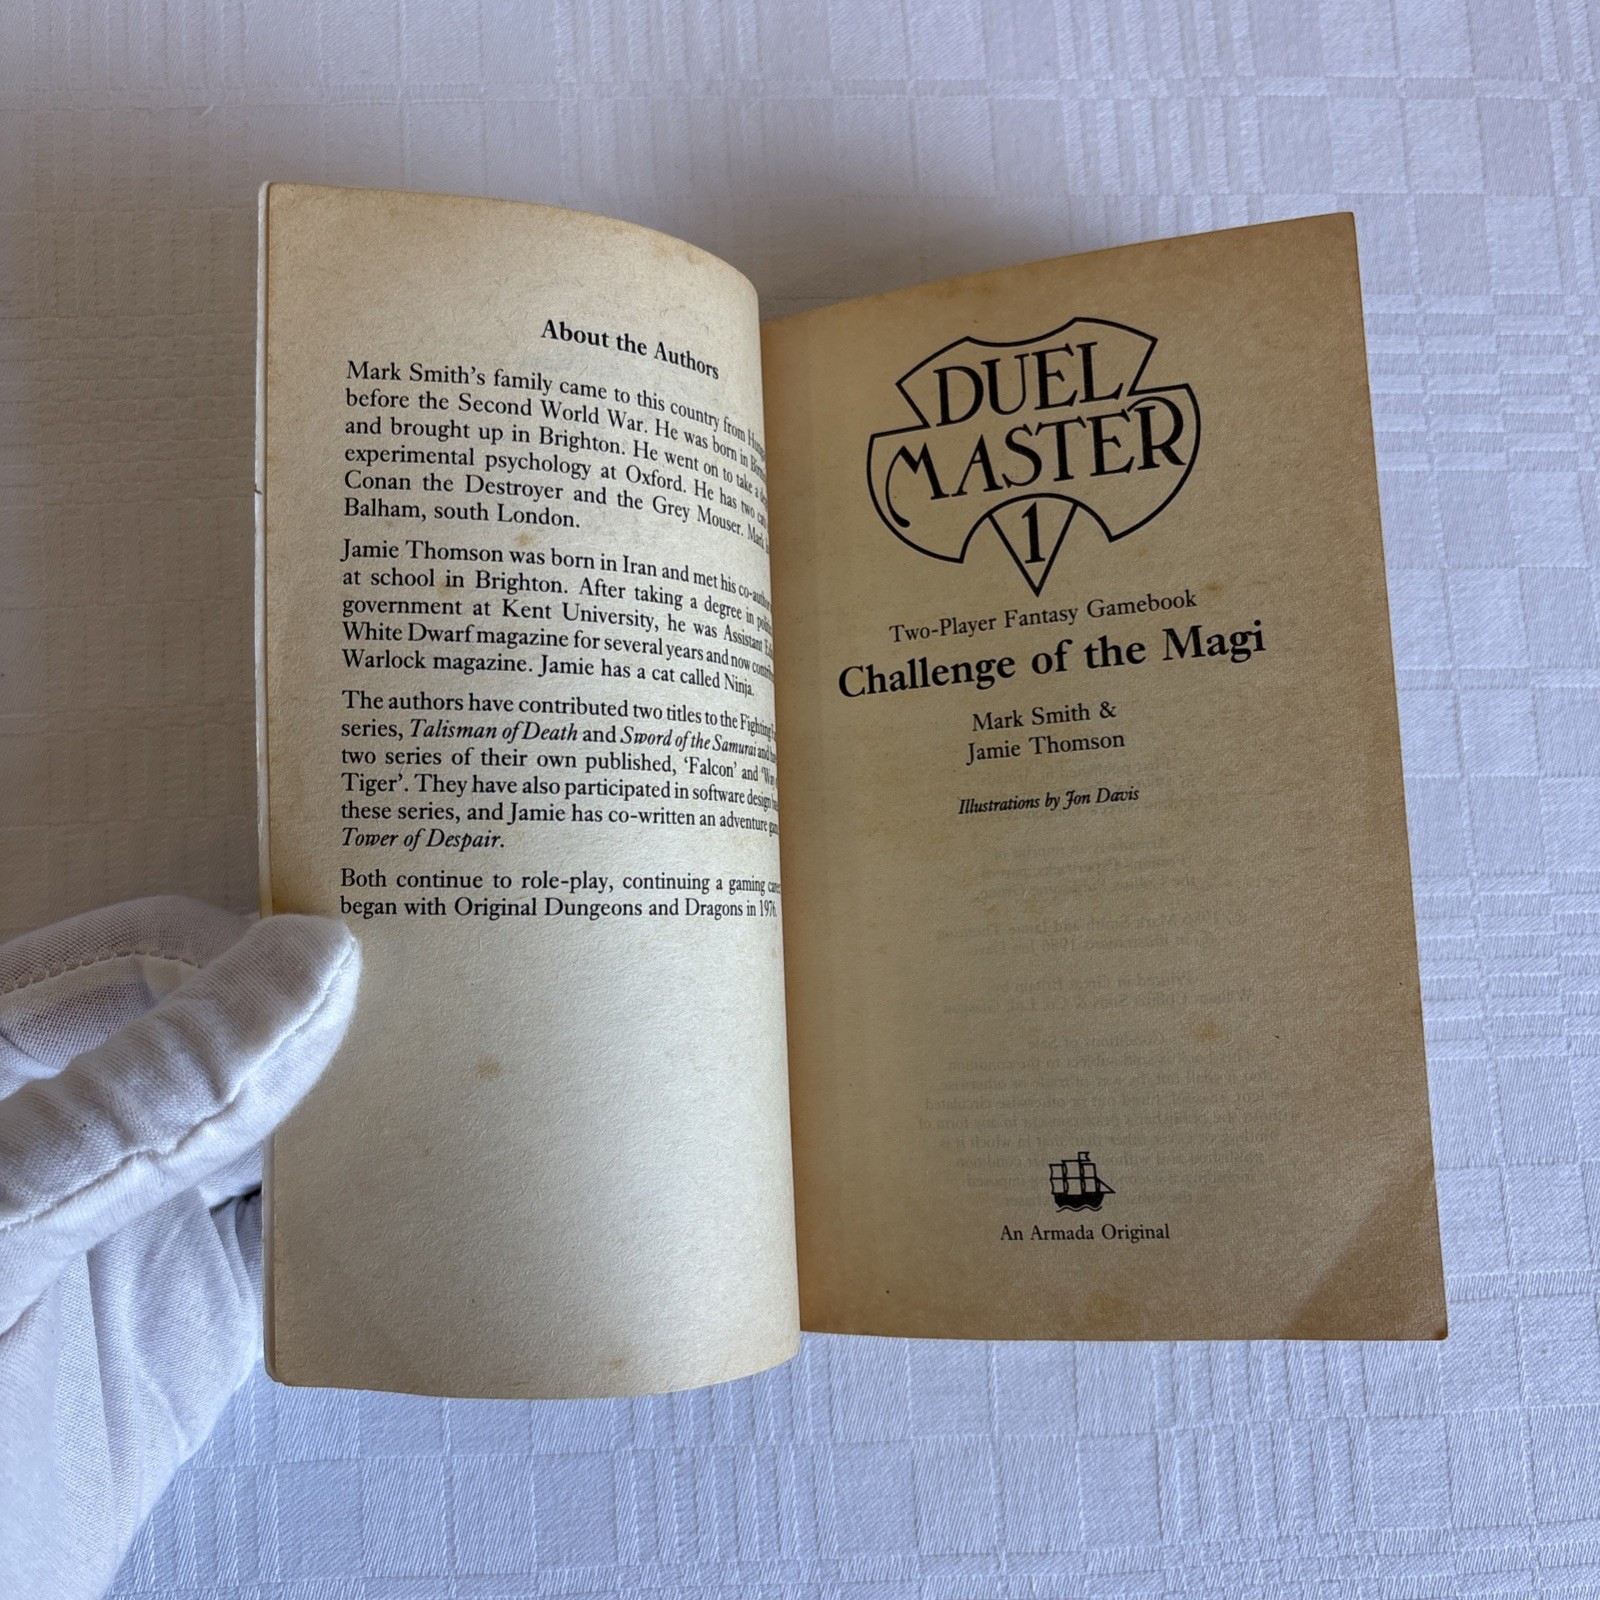 About the Authors
Mark Smith's family came to this country from
before the Second World War. He was born in
and brought up in Brighton. He went on to take a
experimental psychology at Oxford. He has two
Conan the Destroyer and the Grey Mouser. Mark
Balham, south London.
Jamie Thomson was born in Iran and met his
at school in Brighton. After taking a degree in
government at Kent University, he was Assistant
White Dwarf magazine for several years and now
Warlock magazine. Jamie has a cat called Ninja.
The authors have contributed two titles to the Fighting
series, Talisman of Death and Sword of the Samurai and
two series of their own published, 'Falcon' and
Tiger'. They have also participated in software design
these series, and Jamie has co-written an adventure
Tower of Despair.
Both continue to role-play, continuing a gaming
began with Original Dungeons and Dragons in 1976.
DUEL
MASTER
1
Two-Player Fantasy Gamebook
Challenge of the Magi
Mark Smith &
Jamie Thomson
Illustrations by Jon Davis
An Armada Original